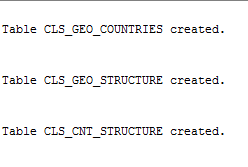 Table CLS_GEO_COUNTRIES created.
Table CLS_GEO_STRUCTURE created.
Table CLS_CNT_STRUCTURE created.